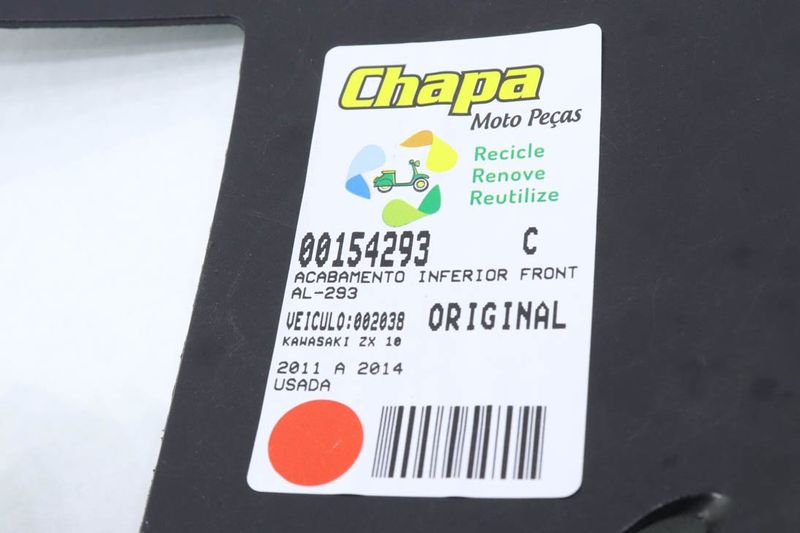 Chapa
Moto Peças
Recicle
Renove
Reutilize
00154293 C
ACABAMENTO INFERIOR FRONT
AL-293
VEICULO:002038 ORIGINAL
KAWASAKI ZX 10
2011 A 2014
USADA